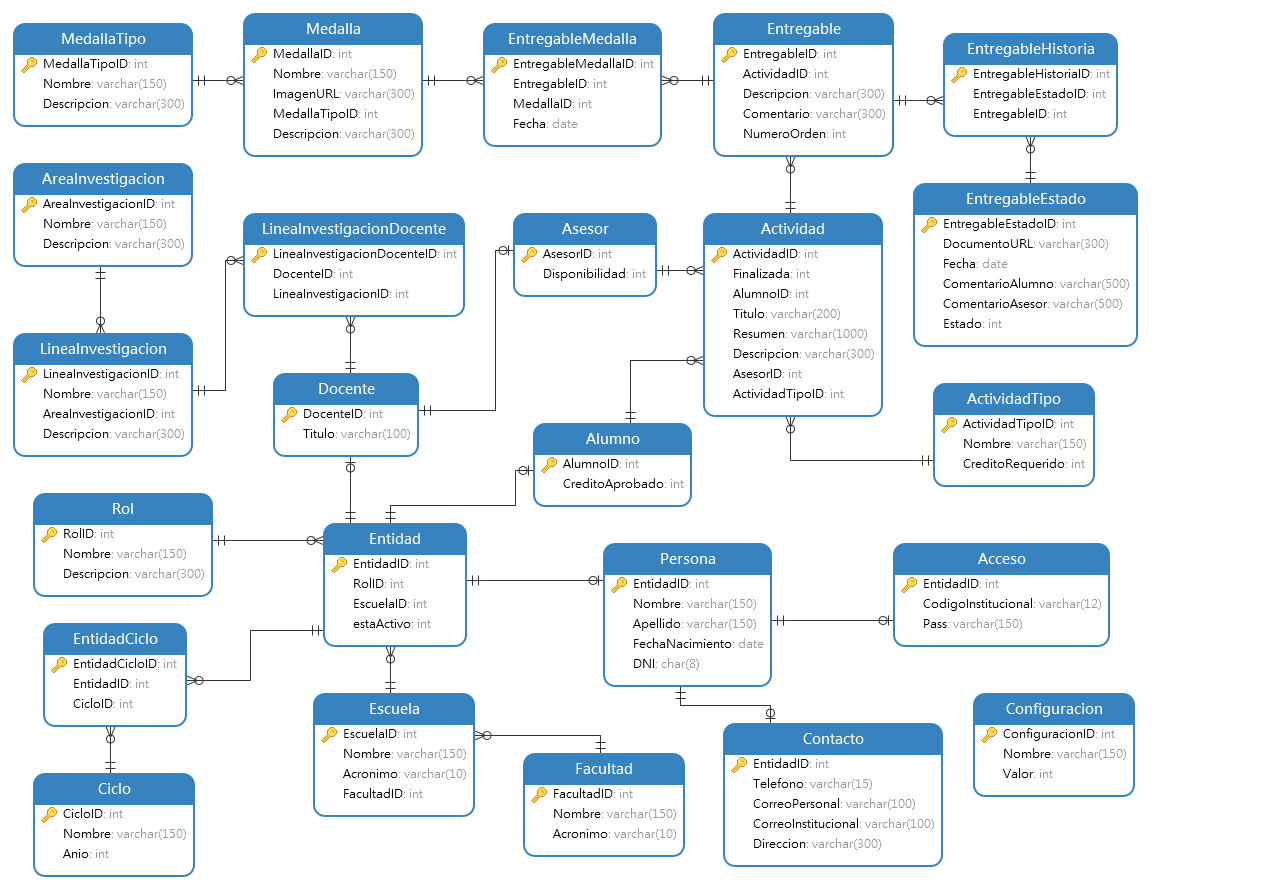 MedallaTipo
MedallaTipoID: int
Nombre: varchar(150)
Descripcion: varchar(300)
Medalla
MedallaID: int
Nombre: varchar(150)
ImagenURL: varchar(300)
MedallaTipoID: int
Descripcion: varchar(300)
EntregableMedalla
EntregableMedallaID: int
EntregableID: int
MedallaID: int
Fecha: date
Entregable
EntregableID: int
ActividadID: int
Descripcion: varchar(300)
Comentario: varchar(300)
NumeroOrden: int
EntregableHistoria
EntregableHistoriaID: int
EntregableEstadoID: int
EntregableID: int
AreaInvestigacion
AreaInvestigacionID: int
Nombre: varchar(150)
Descripcion: varchar(300)
LineaInvestigacionDocente
LineaInvestigacionDocenteID: int
DocenteID: int
LineaInvestigacionID: int
Asesor
AsesorID: int
Disponibilidad: int
Actividad
ActividadID: int
Finalizada: int
AlumnoID: int
Titulo: varchar(200)
Resumen: varchar(1000)
Descripcion: varchar(300)
AsesorID: int
ActividadTipoID: int
EntregableEstado
EntregableEstadoID: int
DocumentoURL: varchar(300)
Fecha: date
ComentarioAlumno: varchar(500)
ComentarioAsesor: varchar(500)
Estado: int
LineaInvestigacion
LineaInvestigacionID: int
Nombre: varchar(150)
AreaInvestigacionID: int
Descripcion: varchar(300)
Docente
DocenteID: int
Titulo: varchar(100)
Alumno
AlumnoID: int
CreditoAprobado: int
ActividadTipo
ActividadTipoID: int
Nombre: varchar(150)
CreditoRequerido: int
Rol
RolID: int
Nombre: varchar(150)
Descripcion: varchar(300)
Entidad
EntidadID: int
RolID: int
EscuelaID: int
estaActivo: int
Persona
EntidadID: int
Nombre: varchar(150)
Apellido: varchar(150)
FechaNacimiento: date
DNI: char(8)
Acceso
EntidadID: int
CodigoInstitucional: varchar(12)
Pass: varchar(150)
EntidadCiclo
EntidadCicloID: int
EntidadID: int
CicloID: int
Escuela
EscuelaID: int
Nombre: varchar(150)
Acronimo: varchar(10)
FacultadID: int
Facultad
FacultadID: int
Nombre: varchar(150)
Acronimo: varchar(10)
Contacto
EntidadID: int
Telefono: varchar(15)
CorreoPersonal: varchar(100)
CorreoInstitucional: varchar(100)
Direccion: varchar(300)
Configuracion
ConfiguracionID: int
Nombre: varchar(150)
Valor: int
Ciclo
CicloID: int
Nombre: varchar(150)
Anio: int